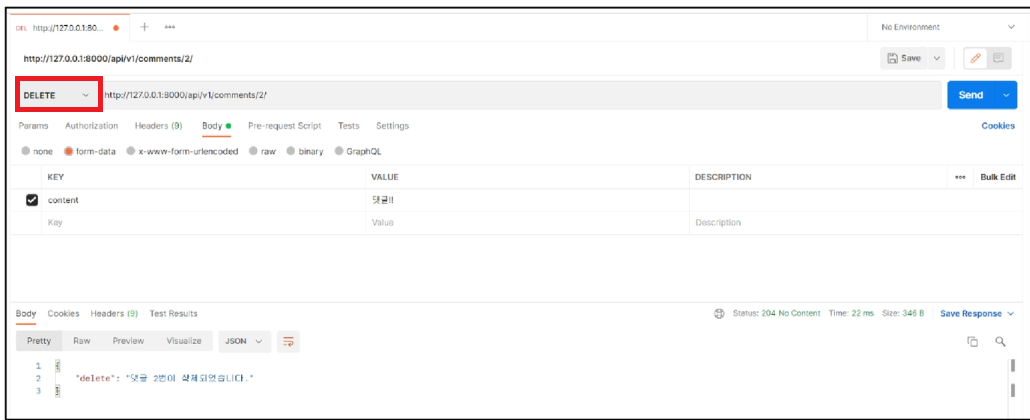 DEL http://127.0.0.1:80... + ...
No Environment
http://127.0.0.1:8000/api/v1/comments/2/
Save
DELETE http://127.0.0.1:8000/api/v1/comments/2/
Send
Params Authorization Headers (9) Body Pre-request Script Tests Settings
Cookies
none form-data x-www-form-urlencoded raw binary GraphQL
KEY VALUE DESCRIPTION ooo Bulk Edit
content 댓글!!
Key Value Description
Body Cookies Headers (9) Test Results
Status: 204 No Content Time: 22 ms Size: 346 B Save Response
Pretty Raw Preview Visualize JSON
1 {
2 "delete": "댓글 2번이 삭제되었습니다."
3 }